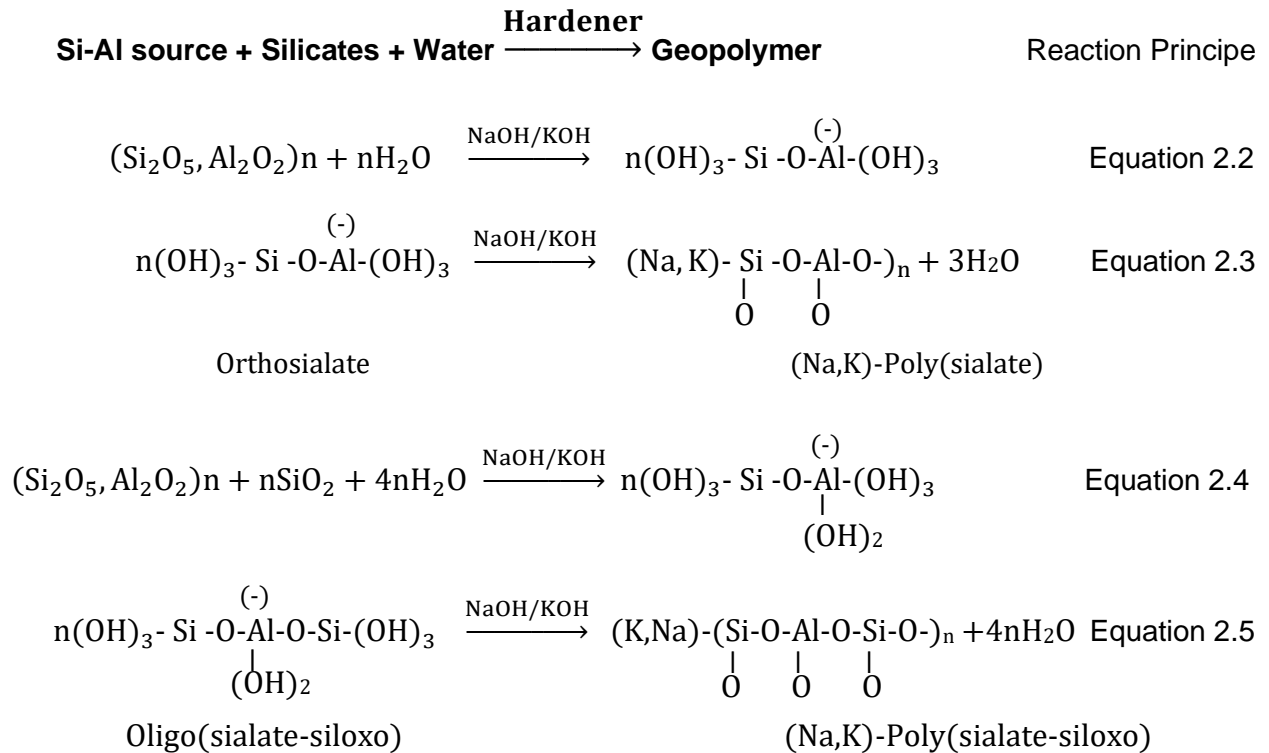 Hardener
Si-Al source + Silicates + Water ⟶ Geopolymer Reaction Principe
NaOH/KOH (-)
(Si₂O₅, Al₂O₂)n + nH₂O ⟶ n(OH)₃- Si -O-Al-(OH)₃ Equation 2.2
(-) NaOH/KOH
n(OH)₃- Si -O-Al-(OH)₃ ⟶ (Na, K)- Si -O-Al-O-)ₙ + 3H₂O Equation 2.3
| |
O O
Orthosialate (Na,K)-Poly(sialate)
NaOH/KOH (-)
(Si₂O₅, Al₂O₂)n + nSiO₂ + 4nH₂O ⟶ n(OH)₃- Si -O-Al-(OH)₃ Equation 2.4
|
(OH)₂
(-) NaOH/KOH
n(OH)₃- Si -O-Al-O-Si-(OH)₃ ⟶ (K,Na)-(Si-O-Al-O-Si-O-)ₙ +4nH₂O Equation 2.5
| | | |
(OH)₂ O O O
Oligo(sialate-siloxo) (Na,K)-Poly(sialate-siloxo)